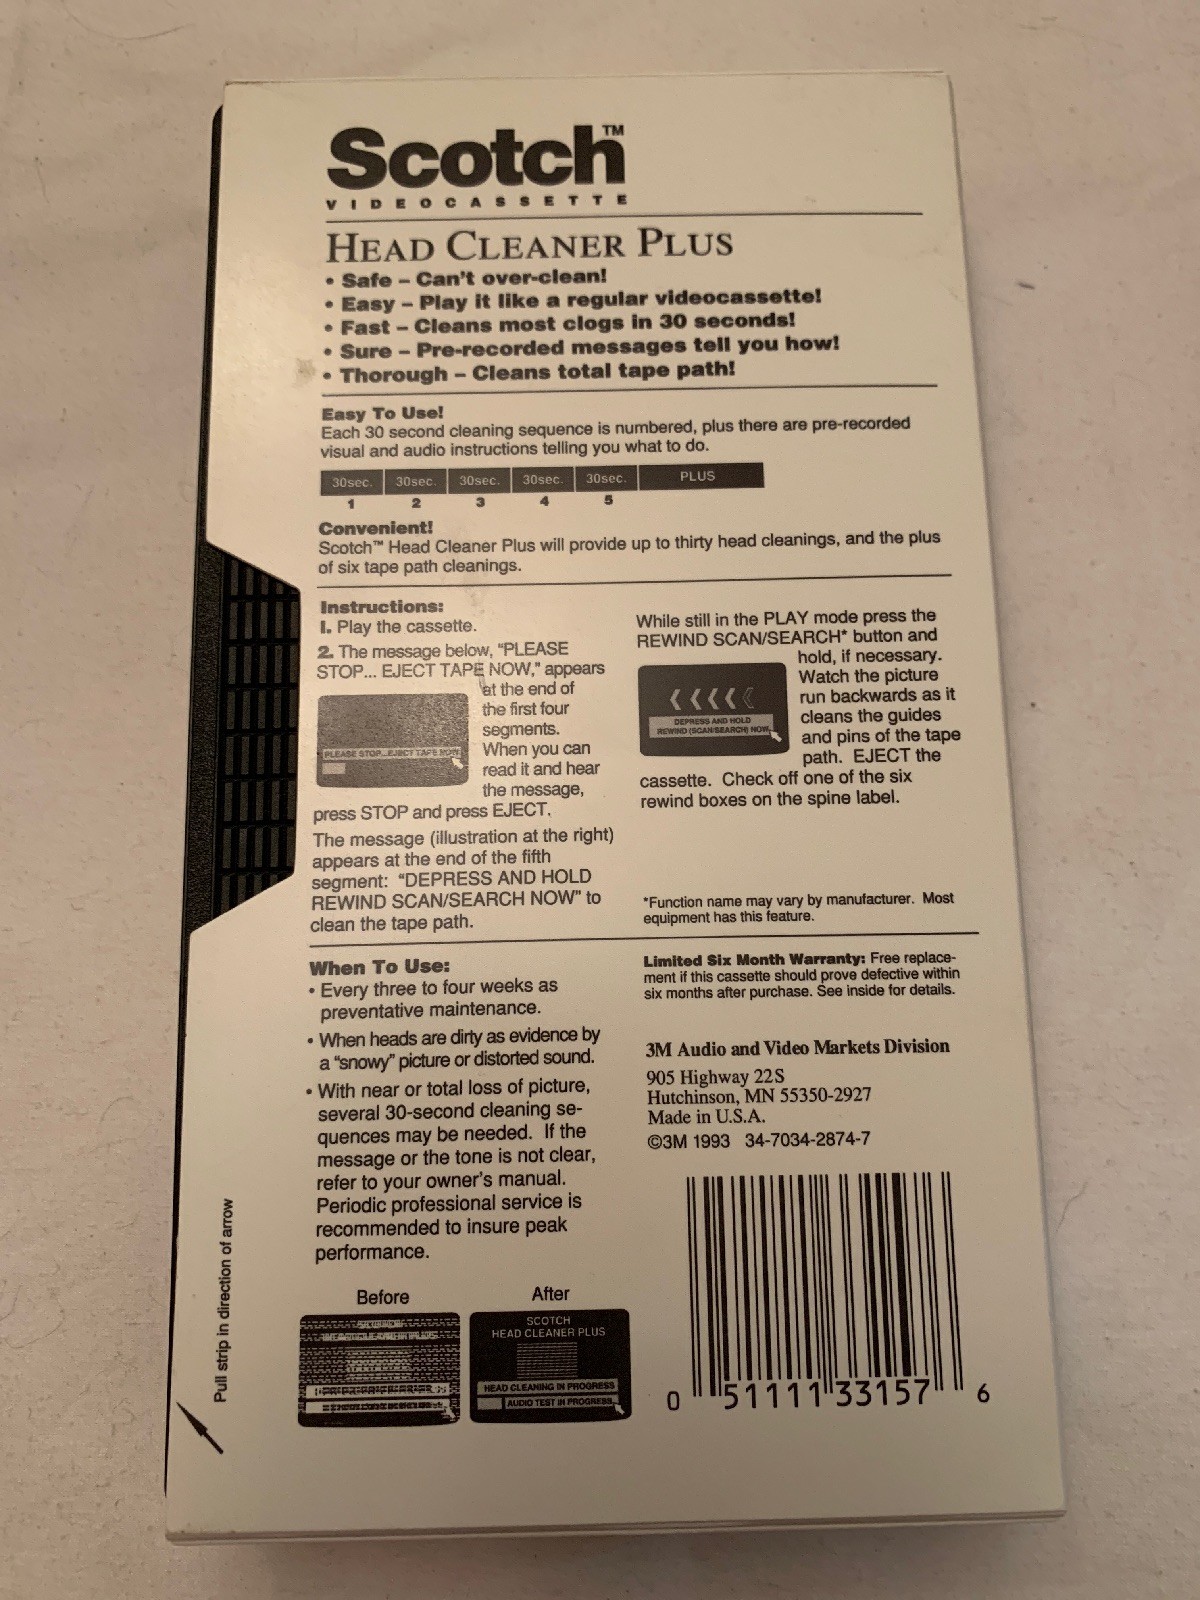 Scotch™
VIDEOCASSETTE
HEAD CLEANER PLUS
• Safe – Can't over-clean!
• Easy – Play it like a regular videocassette!
• Fast – Cleans most clogs in 30 seconds!
• Sure – Pre-recorded messages tell you how!
• Thorough – Cleans total tape path!
Easy To Use!
Each 30 second cleaning sequence is numbered, plus there are pre-recorded
visual and audio instructions telling you what to do.
30sec. 30sec. 30sec. 30sec. 30sec. PLUS
1 2 3 4 5
Convenient!
Scotch™ Head Cleaner Plus will provide up to thirty head cleanings, and the plus
of six tape path cleanings.
Instructions:
1. Play the cassette.
2. The message below, "PLEASE
STOP... EJECT TAPE NOW," appears
at the end of
the first four
segments.
When you can
read it and hear
the message,
PLEASE STOP...EJECT TAPE NOW
press STOP and press EJECT.
The message (illustration at the right)
appears at the end of the fifth
segment: "DEPRESS AND HOLD
REWIND SCAN/SEARCH NOW" to
clean the tape path.
While still in the PLAY mode press the
REWIND SCAN/SEARCH* button and
hold, if necessary.
Watch the picture
run backwards as it
cleans the guides
and pins of the tape
path. EJECT the
DEPRESS AND HOLD
REWIND (SCAN/SEARCH) NOW
cassette. Check off one of the six
rewind boxes on the spine label.
*Function name may vary by manufacturer. Most
equipment has this feature.
When To Use:
• Every three to four weeks as
preventative maintenance.
• When heads are dirty as evidence by
a "snowy" picture or distorted sound.
• With near or total loss of picture,
several 30-second cleaning se-
quences may be needed. If the
message or the tone is not clear,
refer to your owner's manual.
Periodic professional service is
recommended to insure peak
performance.
Before
After
SCOTCH
HEAD CLEANER PLUS
HEAD CLEANING IN PROGRESS
AUDIO TEST IN PROGRESS
Limited Six Month Warranty: Free replace-
ment if this cassette should prove defective within
six months after purchase. See inside for details.
3M Audio and Video Markets Division
905 Highway 22S
Hutchinson, MN 55350-2927
Made in U.S.A.
©3M 1993 34-7034-2874-7
0 51111 33157 6
Pull strip in direction of arrow